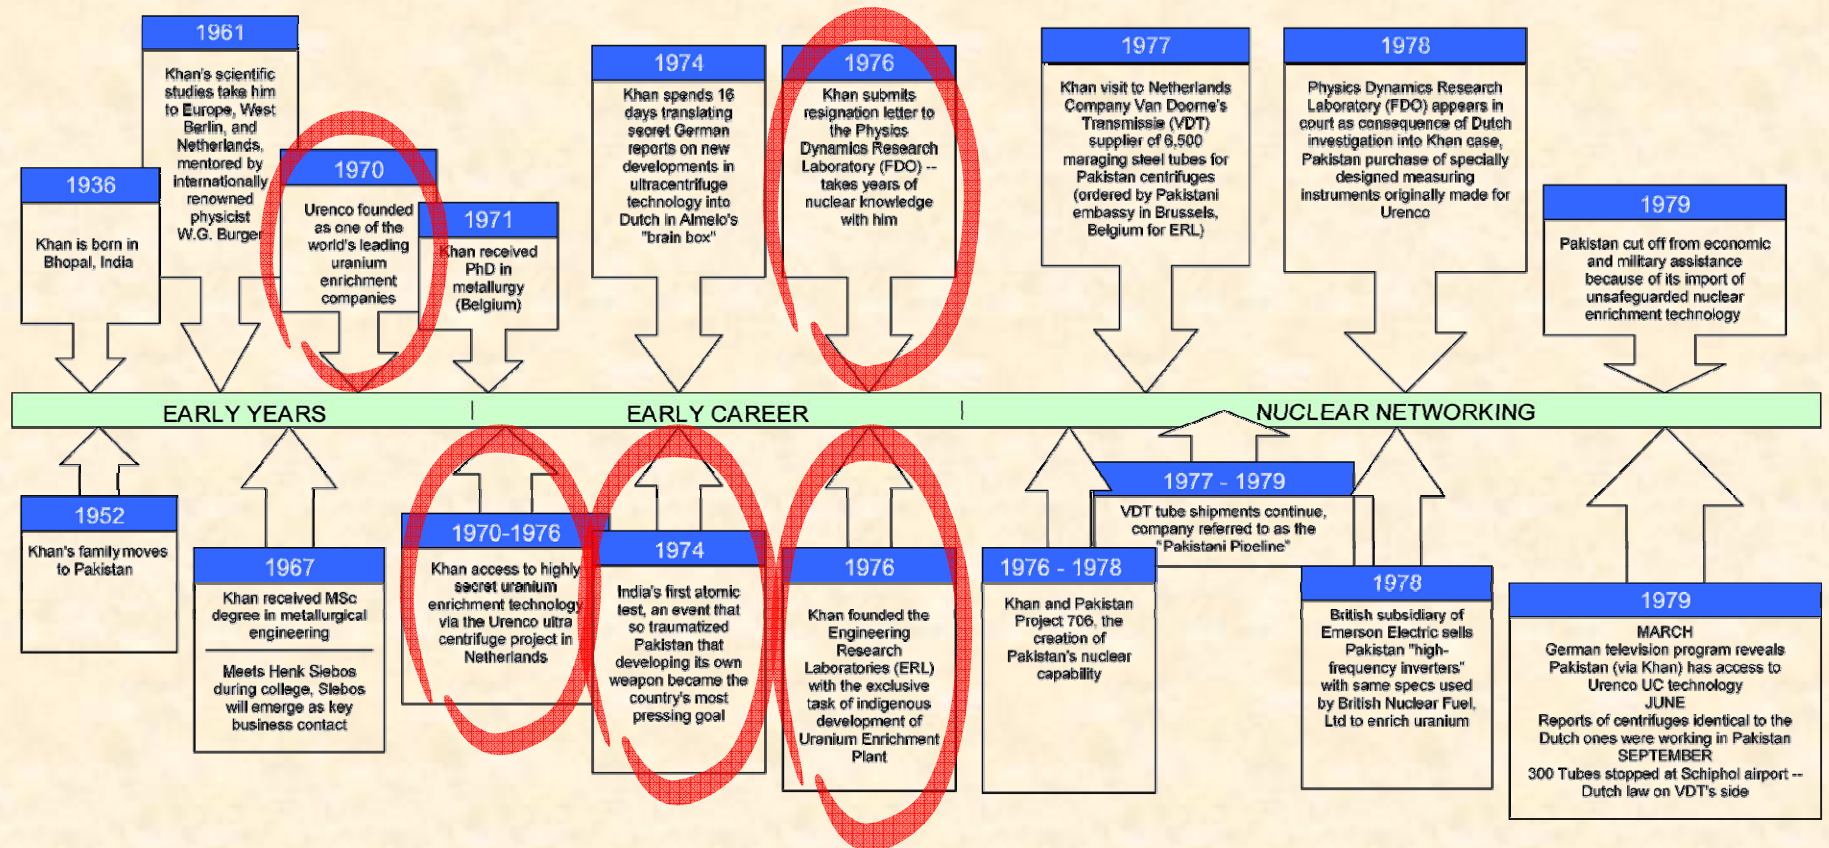 1936
Khan is born in
Bhopal, India
1961
Khan's scientific
studies take him
to Europe, West
Berlin, and
Netherlands,
mentored by
internationally
renowned
physicist
W.G. Burger
1970
Urenco founded
as one of the
world's leading
uranium
enrichment
companies
1971
Khan received
PhD in
metallurgy
(Belgium)
1974
Khan spends 16
days translating
secret German
reports on new
developments in
ultracentrifuge
technology into
Dutch in Almelo's
"brain box"
1976
Khan submits
resignation letter to
the Physics
Dynamics Research
Laboratory (FDO) --
takes years of
nuclear knowledge
with him
1977
Khan visit to Netherlands
Company Van Doorne's
Transmissie (VDT)
supplier of 6,500
maraging steel tubes for
Pakistan centrifuges
(ordered by Pakistani
embassy in Brussels,
Belgium for ERL)
1978
Physics Dynamics Research
Laboratory (FDO) appears in
court as consequence of Dutch
investigation into Khan case,
Pakistan purchase of specially
designed measuring
instruments originally made for
Urenco
1979
Pakistan cut off from economic
and military assistance
because of its import of
unsafeguarded nuclear
enrichment technology
EARLY YEARS
EARLY CAREER
NUCLEAR NETWORKING
1952
Khan's family moves
to Pakistan
1967
Khan received MSc
degree in metallurgical
engineering
Meets Henk Slebos
during college, Slebos
will emerge as key
business contact
1970-1976
Khan access to highly
secret uranium
enrichment technology
via the Urenco ultra
centrifuge project in
Netherlands
1974
India's first atomic
test, an event that
so traumatized
Pakistan that
developing its own
weapon became the
country's most
pressing goal
1976
Khan founded the
Engineering
Research
Laboratories (ERL)
with the exclusive
task of indigenous
development of
Uranium Enrichment
Plant
1976 - 1978
Khan and Pakistan
Project 706, the
creation of
Pakistan's nuclear
capability
1977 - 1979
VDT tube shipments continue,
company referred to as the
"Pakistani Pipeline"
1978
British subsidiary of
Emerson Electric sells
Pakistan "high-
frequency inverters"
with same specs used
by British Nuclear Fuel,
Ltd to enrich uranium
1979
MARCH
German television program reveals
Pakistan (via Khan) has access to
Urenco UC technology
JUNE
Reports of centrifuges identical to the
Dutch ones were working in Pakistan
SEPTEMBER
300 Tubes stopped at Schiphol airport --
Dutch law on VDT's side